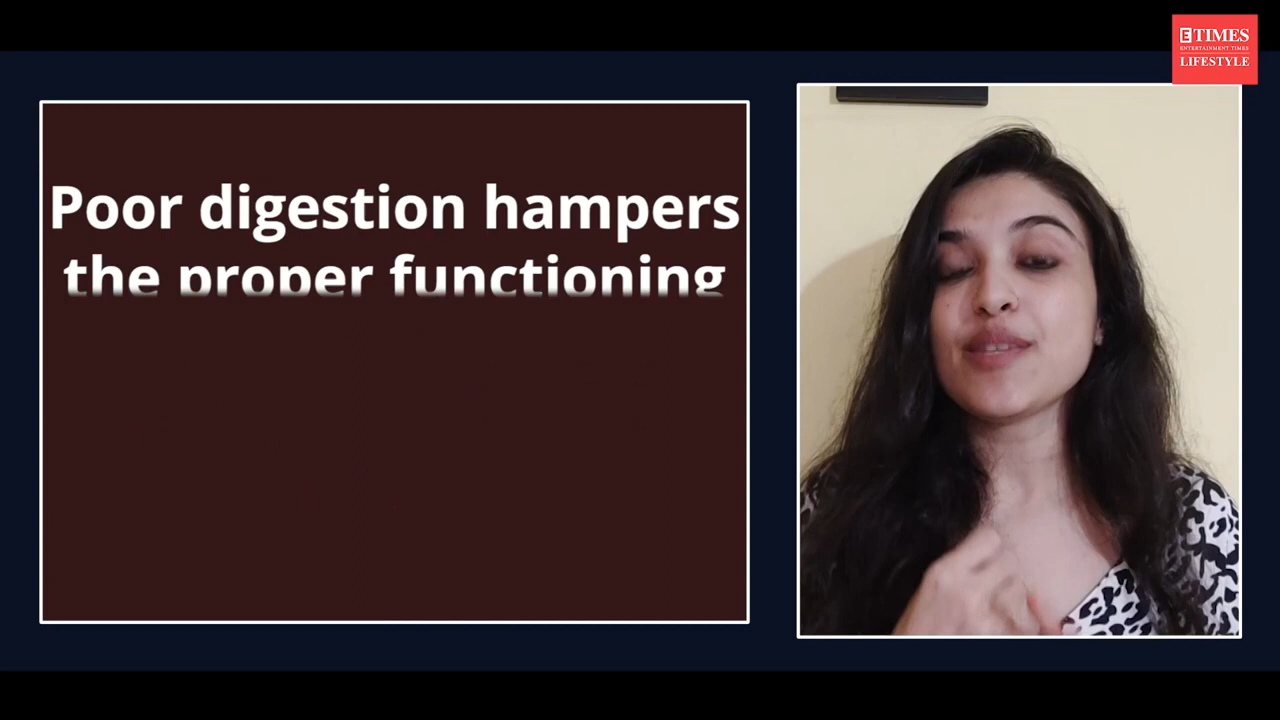 Poor digestion hampers
the proper functioning
ETIMES
ENTERTAINMENT TIMES
LIFESTYLE